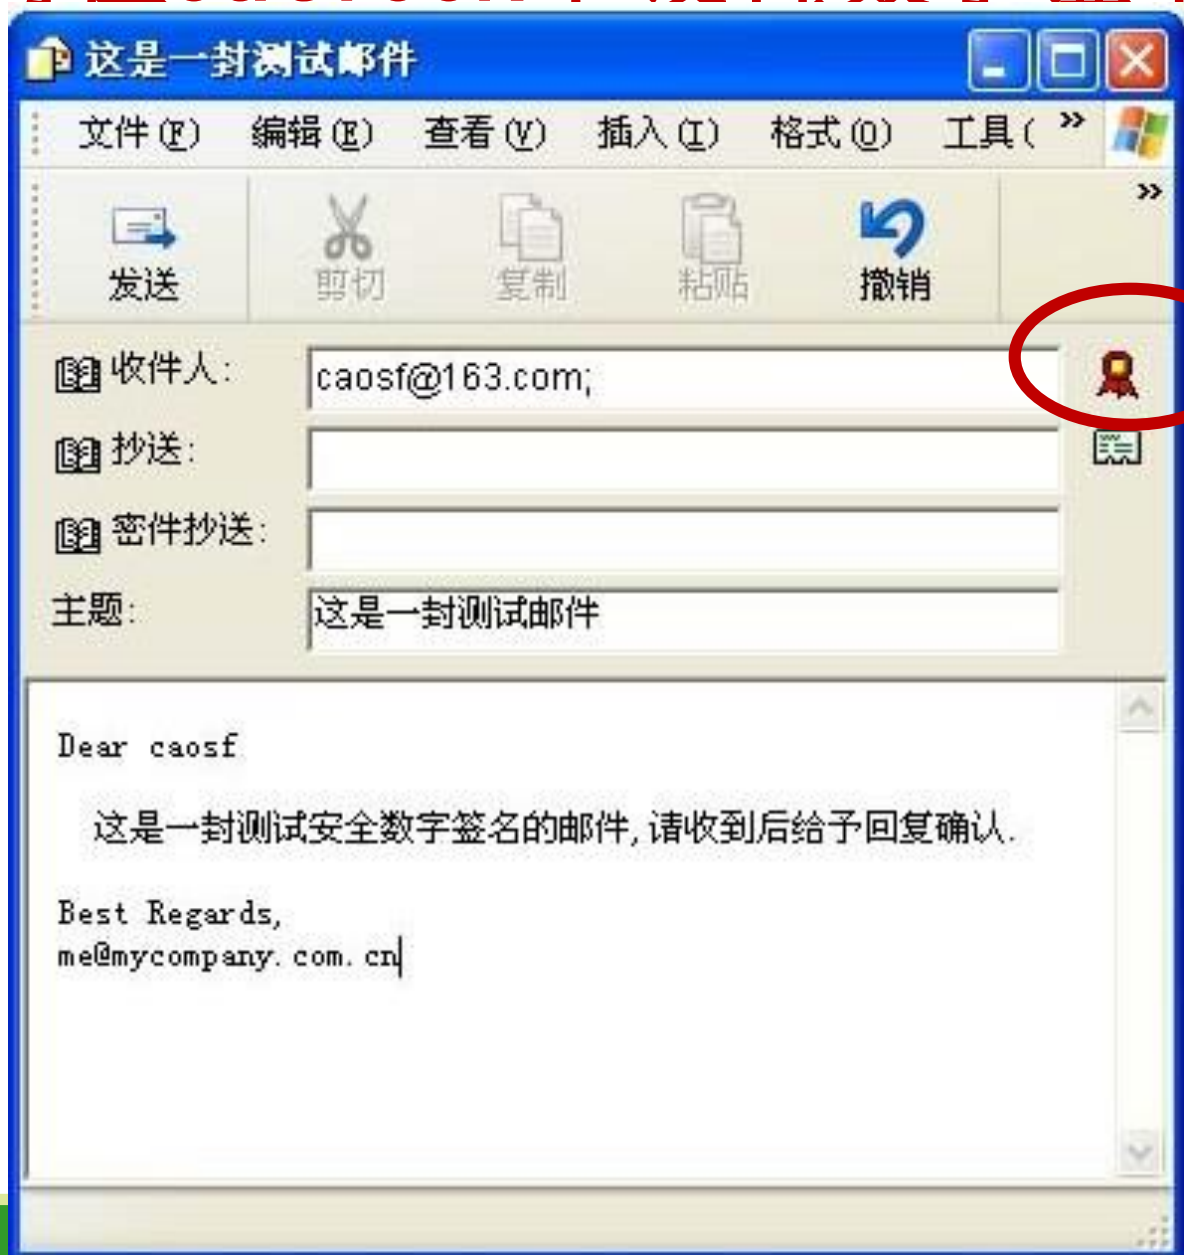 这是一封测试邮件
文件(F) 编辑(E) 查看(V) 插入(I) 格式(O) 工具( »
»
发送 剪切 复制 粘贴 撤销
收件人: caosf@163.com;
抄送:
密件抄送:
主题: 这是一封测试邮件
Dear caosf
这是一封测试安全数字签名的邮件,请收到后给予回复确认.
Best Regards,
me@mycompany.com.cn